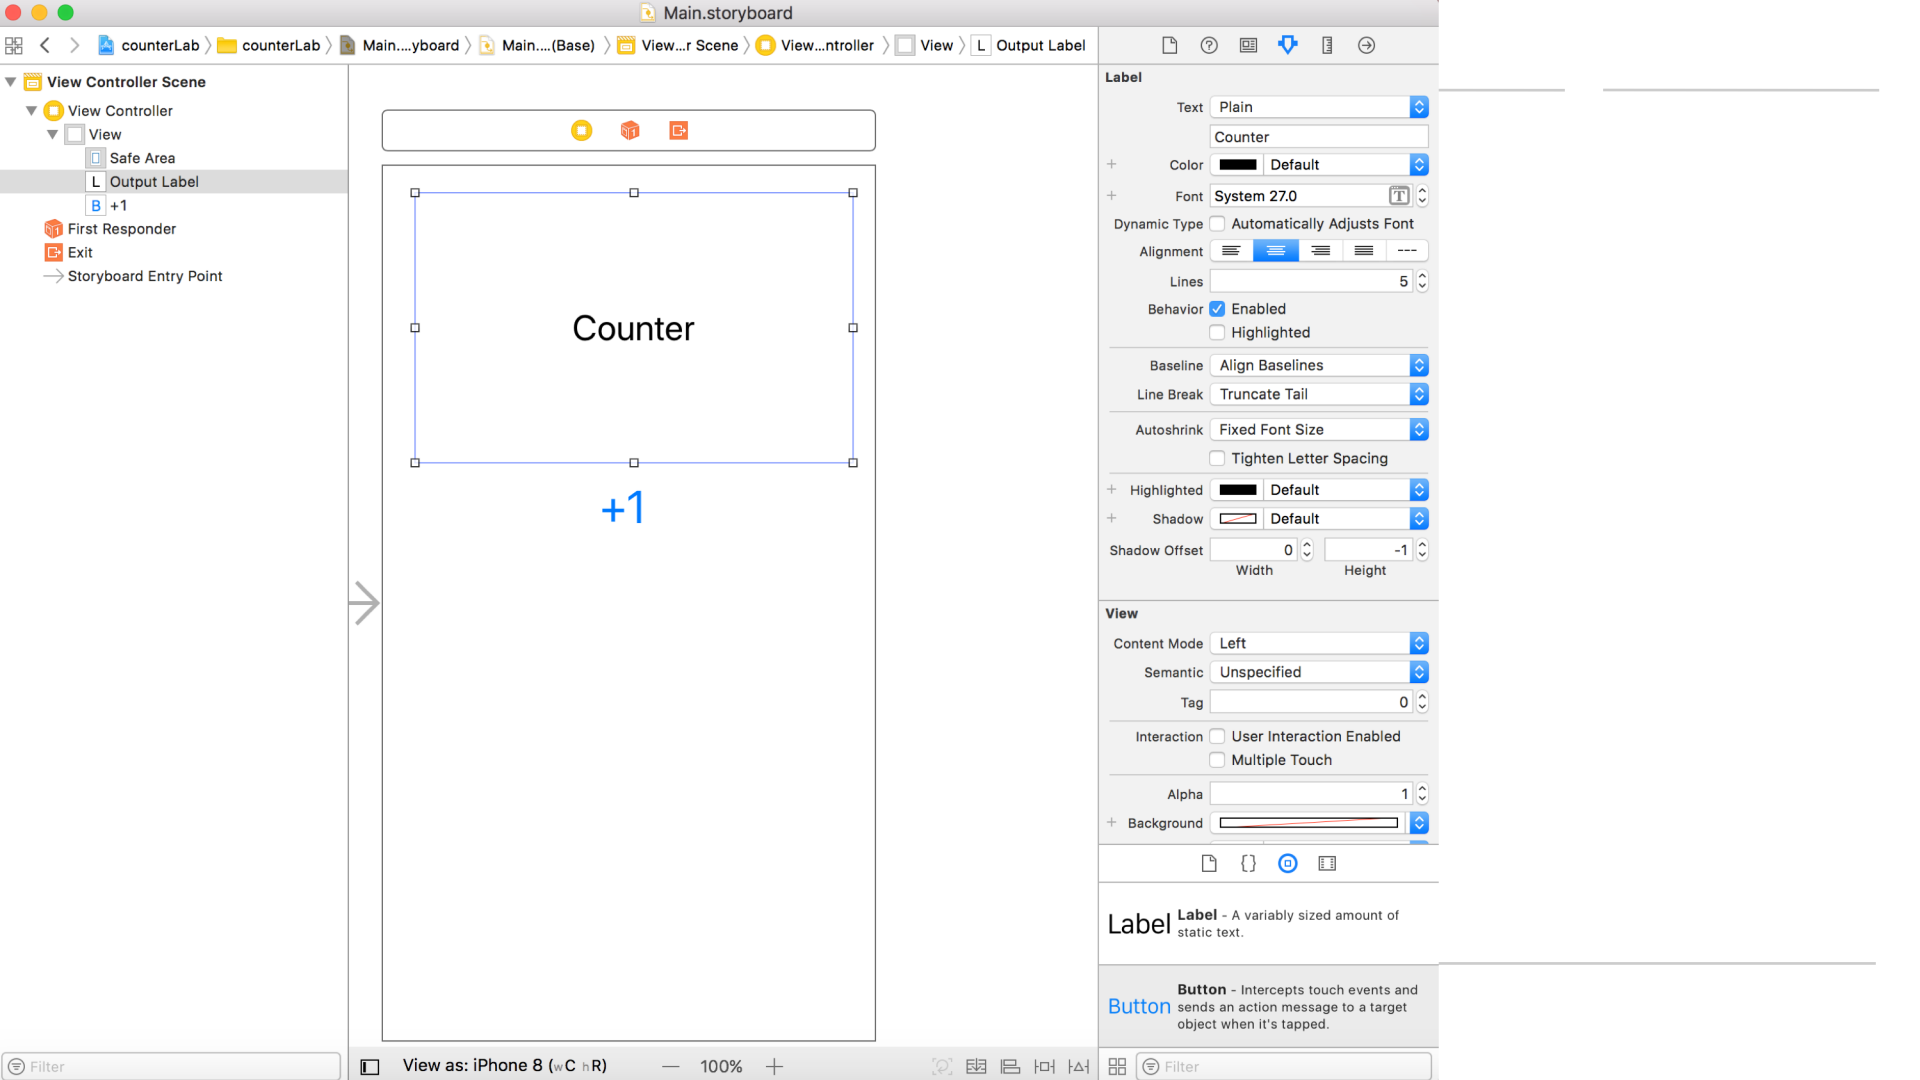 Main.storyboard
counterLab
counterLab
Main....yboard
Main....(Base)
View...r Scene
View...ntroller
View
L
Output Label
View Controller Scene
View Controller
View
Safe Area
L Output Label
B +1
First Responder
Exit
Storyboard Entry Point
Filter
Counter
+1
View as: iPhone 8 (wC hR)
100%
Label
Text Plain
Counter
Color Default
Font System 27.0 T
Dynamic Type Automatically Adjusts Font
Alignment
Lines 5
Behavior Enabled
Highlighted
Baseline Align Baselines
Line Break Truncate Tail
Autoshrink Fixed Font Size
Tighten Letter Spacing
Highlighted Default
Shadow Default
Shadow Offset 0 -1
Width Height
View
Content Mode Left
Semantic Unspecified
Tag 0
Interaction User Interaction Enabled
Multiple Touch
Alpha 1
Background
{}
Label
Label - A variably sized amount of
static text.
Button
Button - Intercepts touch events and
sends an action message to a target
object when it's tapped.
Filter